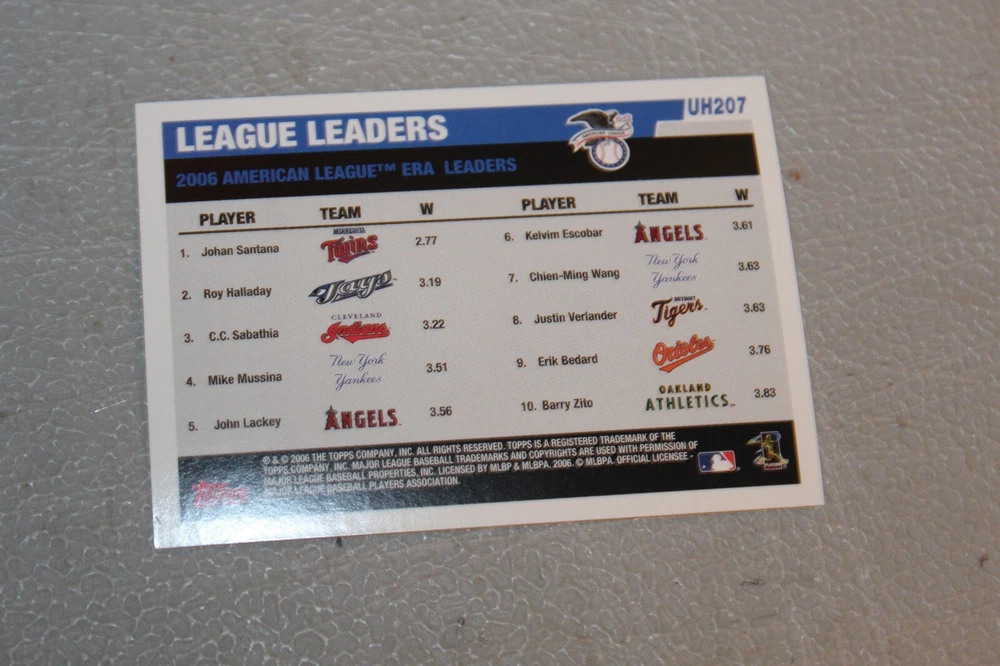 UH207
LEAGUE LEADERS
AMERICAN LEAGUE
2006 AMERICAN LEAGUE™ ERA LEADERS
PLAYER TEAM W
1. Johan Santana MINNESOTA Twins 2.77
2. Roy Halladay Jays 3.19
3. C.C. Sabathia CLEVELAND Indians 3.22
4. Mike Mussina New York Yankees 3.51
5. John Lackey ANGELS 3.56
PLAYER TEAM W
6. Kelvim Escobar ANGELS 3.61
7. Chien-Ming Wang New York Yankees 3.63
8. Justin Verlander DETROIT Tigers 3.63
9. Erik Bedard Orioles 3.76
10. Barry Zito OAKLAND ATHLETICS 3.83
® & © 2006 THE TOPPS COMPANY, INC. ALL RIGHTS RESERVED. TOPPS IS A REGISTERED TRADEMARK OF THE
TOPPS COMPANY, INC. MAJOR LEAGUE BASEBALL TRADEMARKS AND COPYRIGHTS ARE USED WITH PERMISSION OF
MAJOR LEAGUE BASEBALL PROPERTIES, INC. LICENSED BY MLBP & MLBPA, 2006. © MLBPA. OFFICIAL LICENSEE -
MAJOR LEAGUE BASEBALL PLAYERS ASSOCIATION.